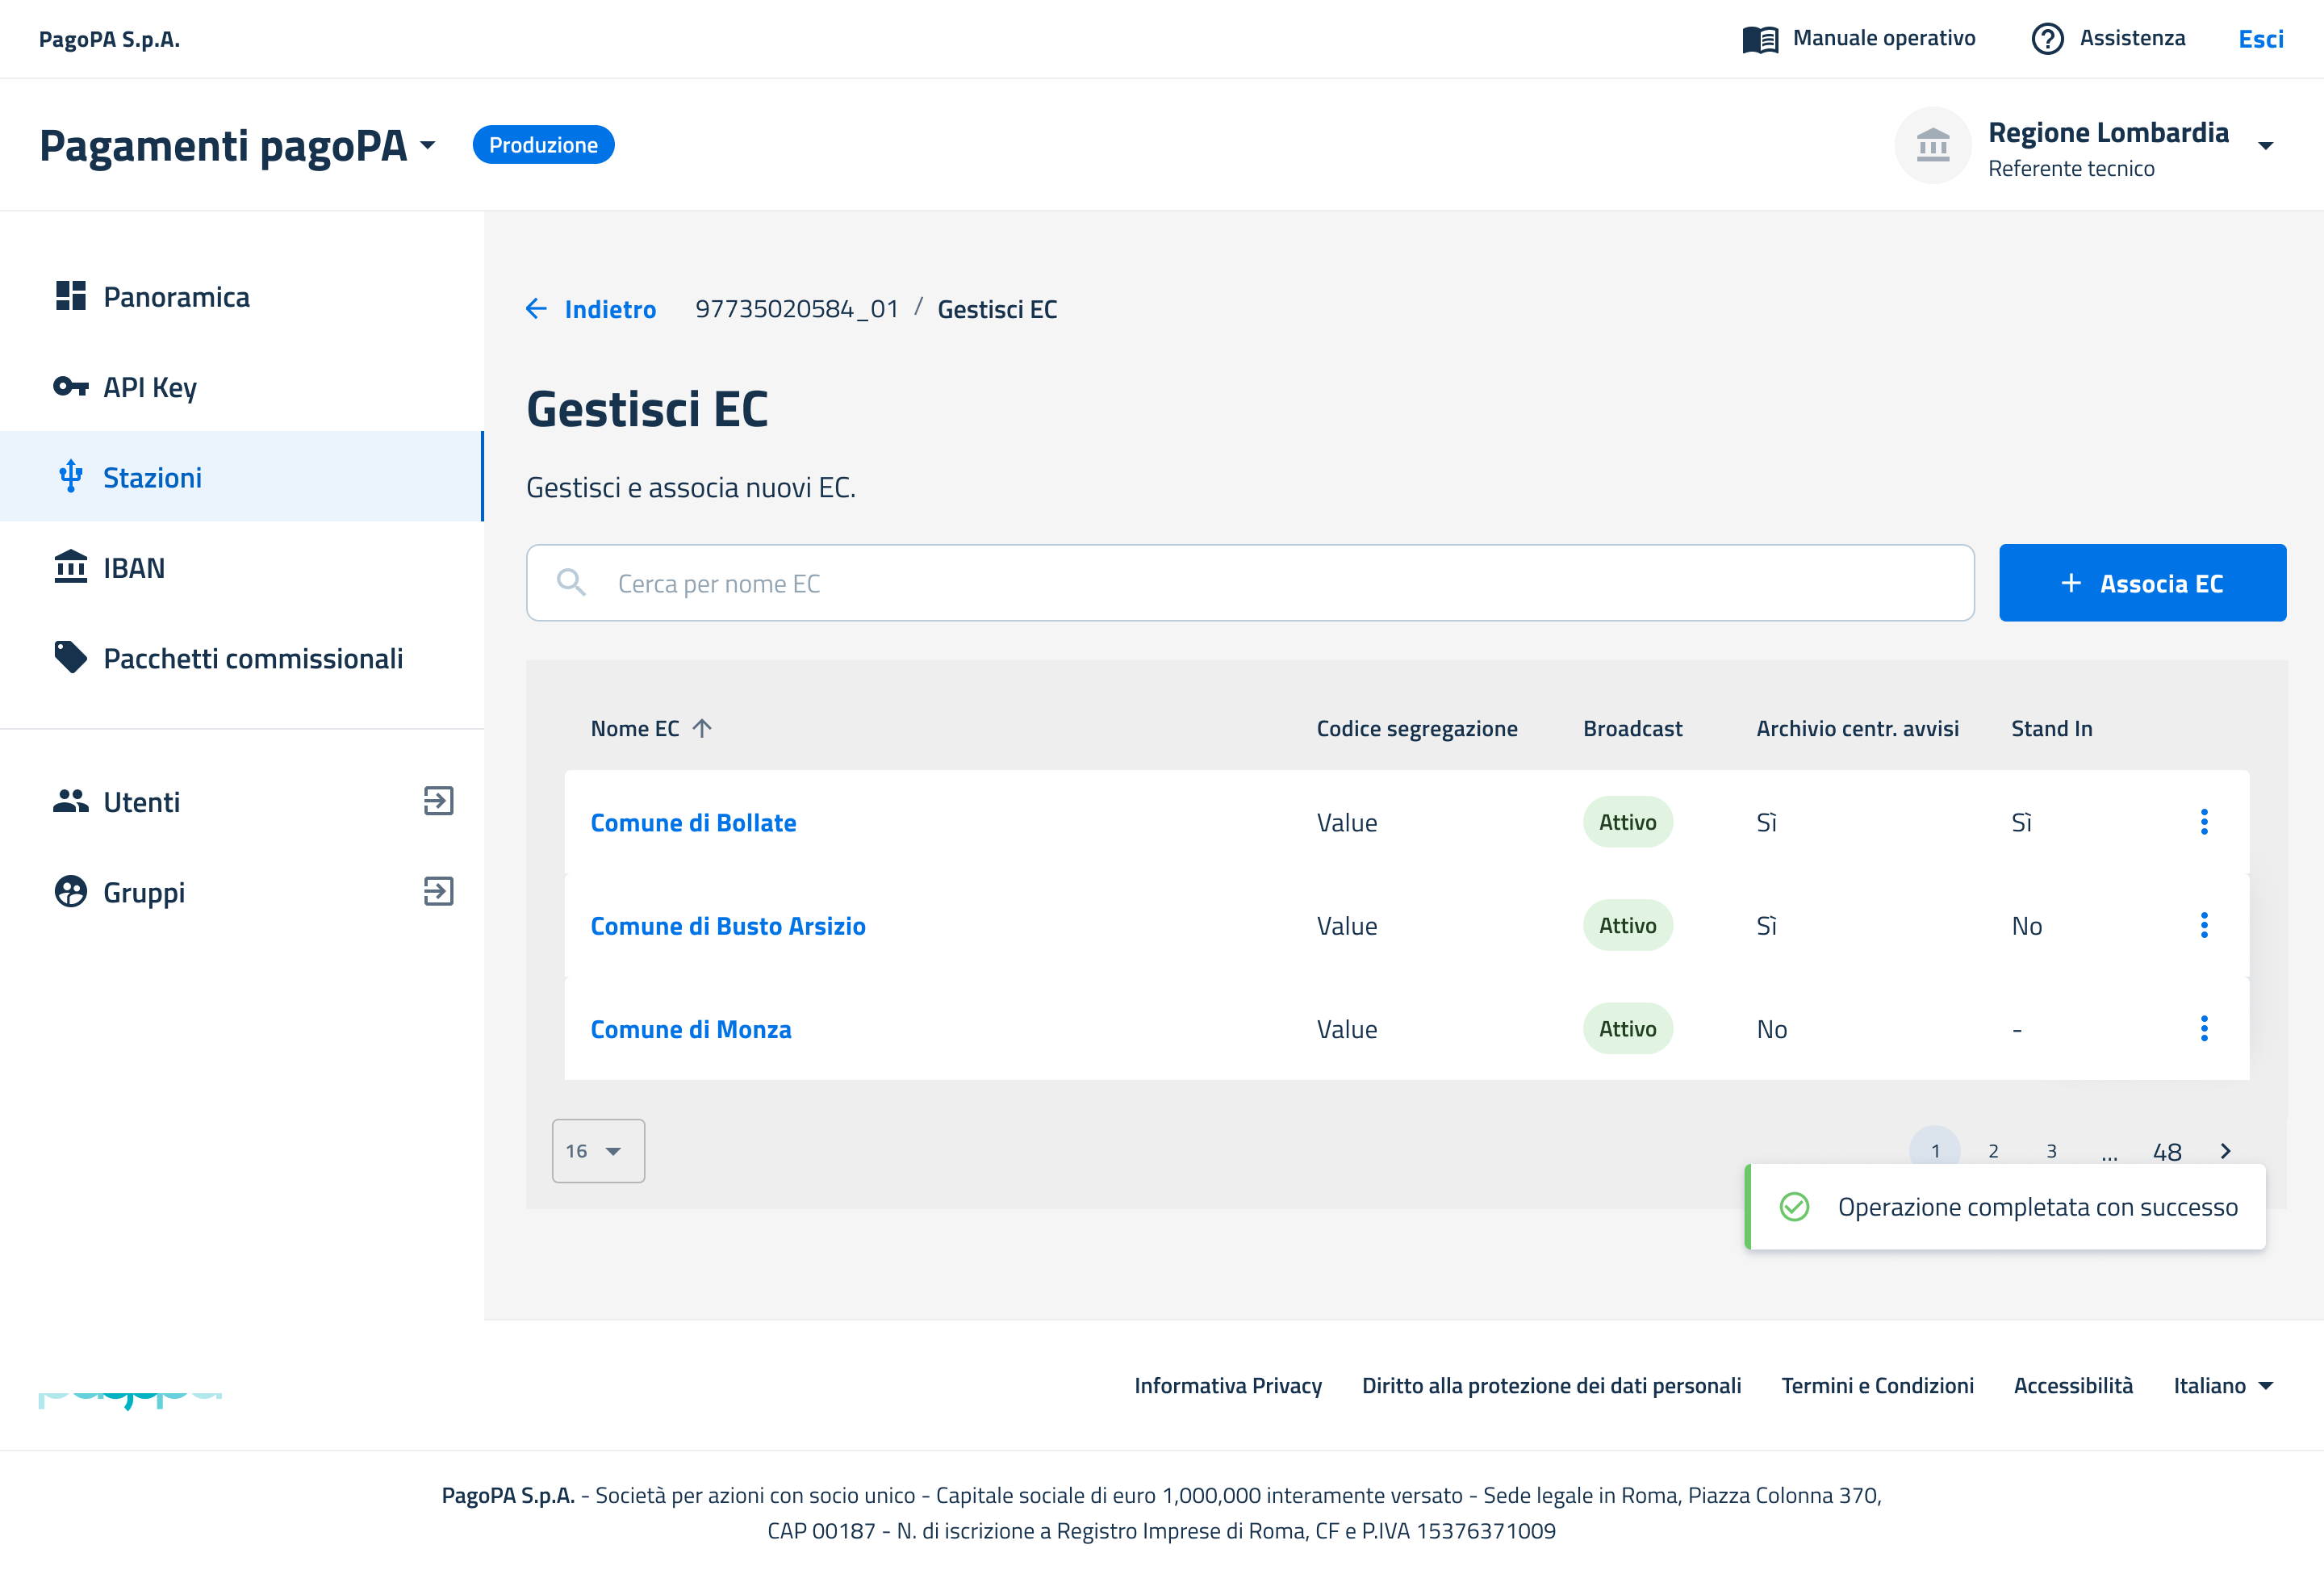 PagoPA S.p.A.
Manuale operativo
Assistenza
Esci
Pagamenti pagoPA
Produzione
Regione Lombardia
Referente tecnico
Panoramica
API Key
Stazioni
IBAN
Pacchetti commissionali
Utenti
Gruppi
Indietro
97735020584_01 / Gestisci EC
Gestisci EC
Gestisci e associa nuovi EC.
Cerca per nome EC
+ Associa EC
Nome EC Codice segregazione Broadcast Archivio centr. avvisi Stand In
Comune di Bollate Value Attivo Sì Sì
Comune di Busto Arsizio Value Attivo Sì No
Comune di Monza Value Attivo No -
16
1 2 3 ... 48
Operazione completata con successo
Informativa Privacy Diritto alla protezione dei dati personali Termini e Condizioni Accessibilità Italiano
PagoPA S.p.A. - Società per azioni con socio unico - Capitale sociale di euro 1,000,000 interamente versato - Sede legale in Roma, Piazza Colonna 370,
CAP 00187 - N. di iscrizione a Registro Imprese di Roma, CF e P.IVA 15376371009